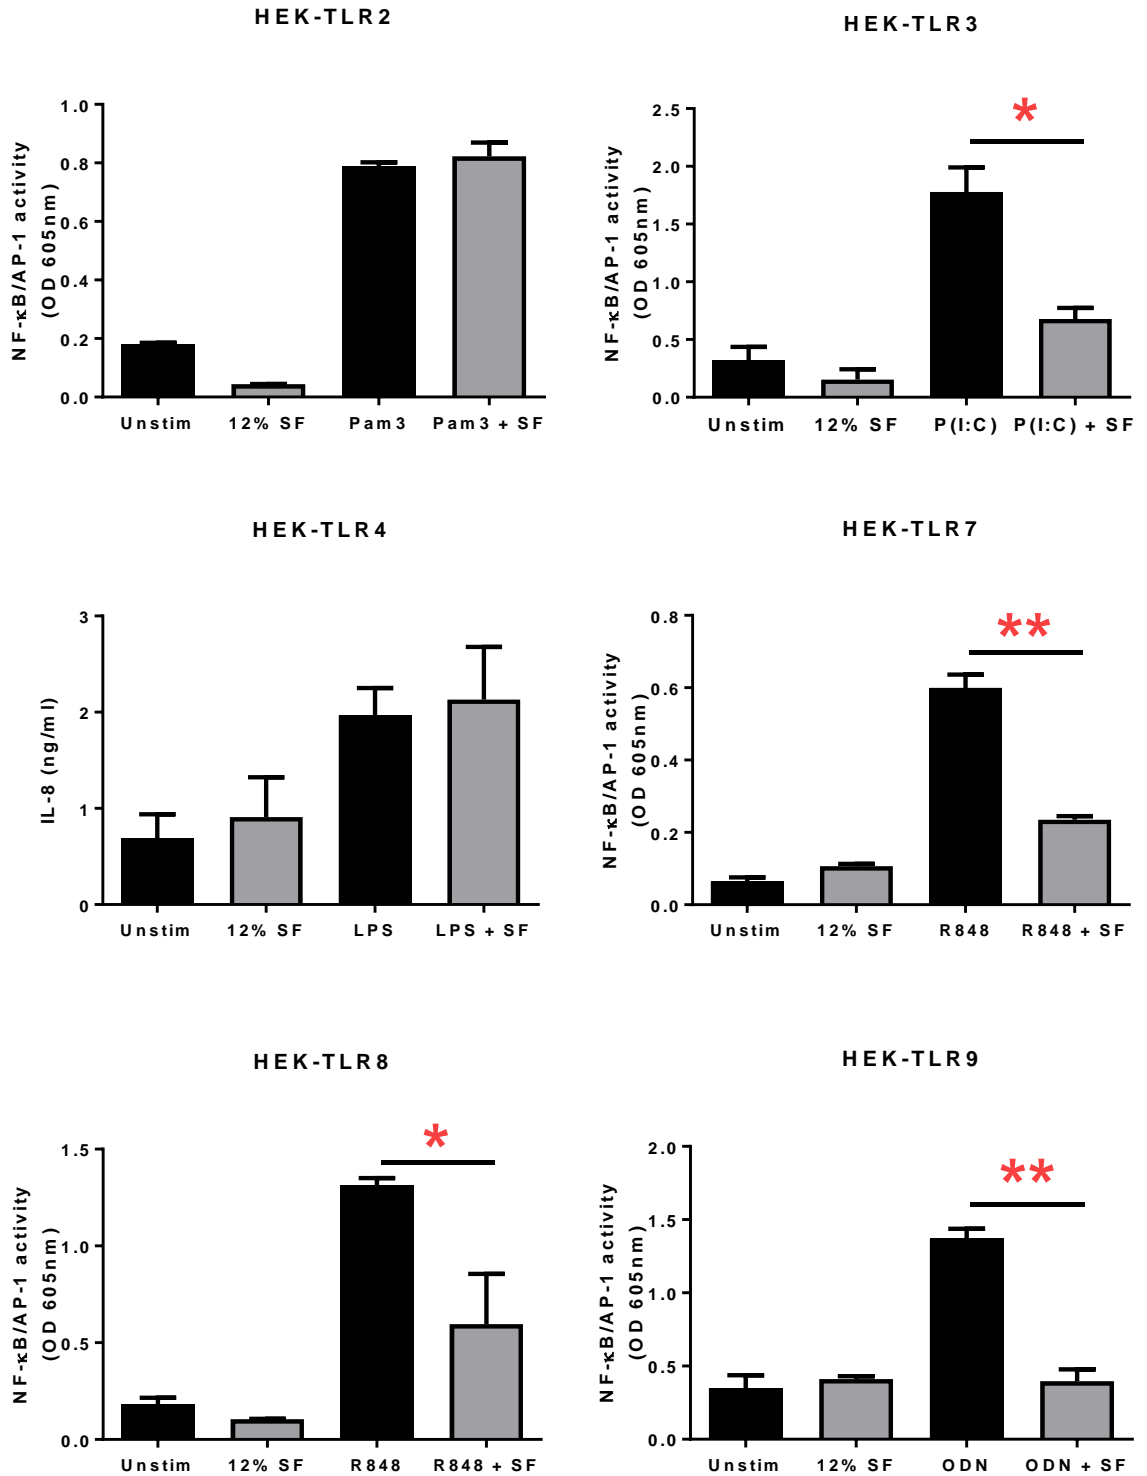 HEK-TLR2
NF-κB/AP-1 activity
(OD 605nm)
1.0
0.8
0.6
0.4
0.2
0.0
Unstim 12% SF Pam3 Pam3 + SF
HEK-TLR3
NF-κB/AP-1 activity
(OD 605nm)
2.5
2.0
1.5
1.0
0.5
0.0
*
Unstim 12% SF P(I:C) P(I:C) + SF
HEK-TLR4
IL-8 (ng/ml)
3
2
1
0
Unstim 12% SF LPS LPS + SF
HEK-TLR7
NF-κB/AP-1 activity
(OD 605nm)
0.8
0.6
0.4
0.2
0.0
**
Unstim 12% SF R848 R848 + SF
HEK-TLR8
NF-κB/AP-1 activity
(OD 605nm)
1.5
1.0
0.5
0.0
*
Unstim 12% SF R848 R848 + SF
HEK-TLR9
NF-κB/AP-1 activity
(OD 605nm)
2.0
1.5
1.0
0.5
0.0
**
Unstim 12% SF ODN ODN + SF